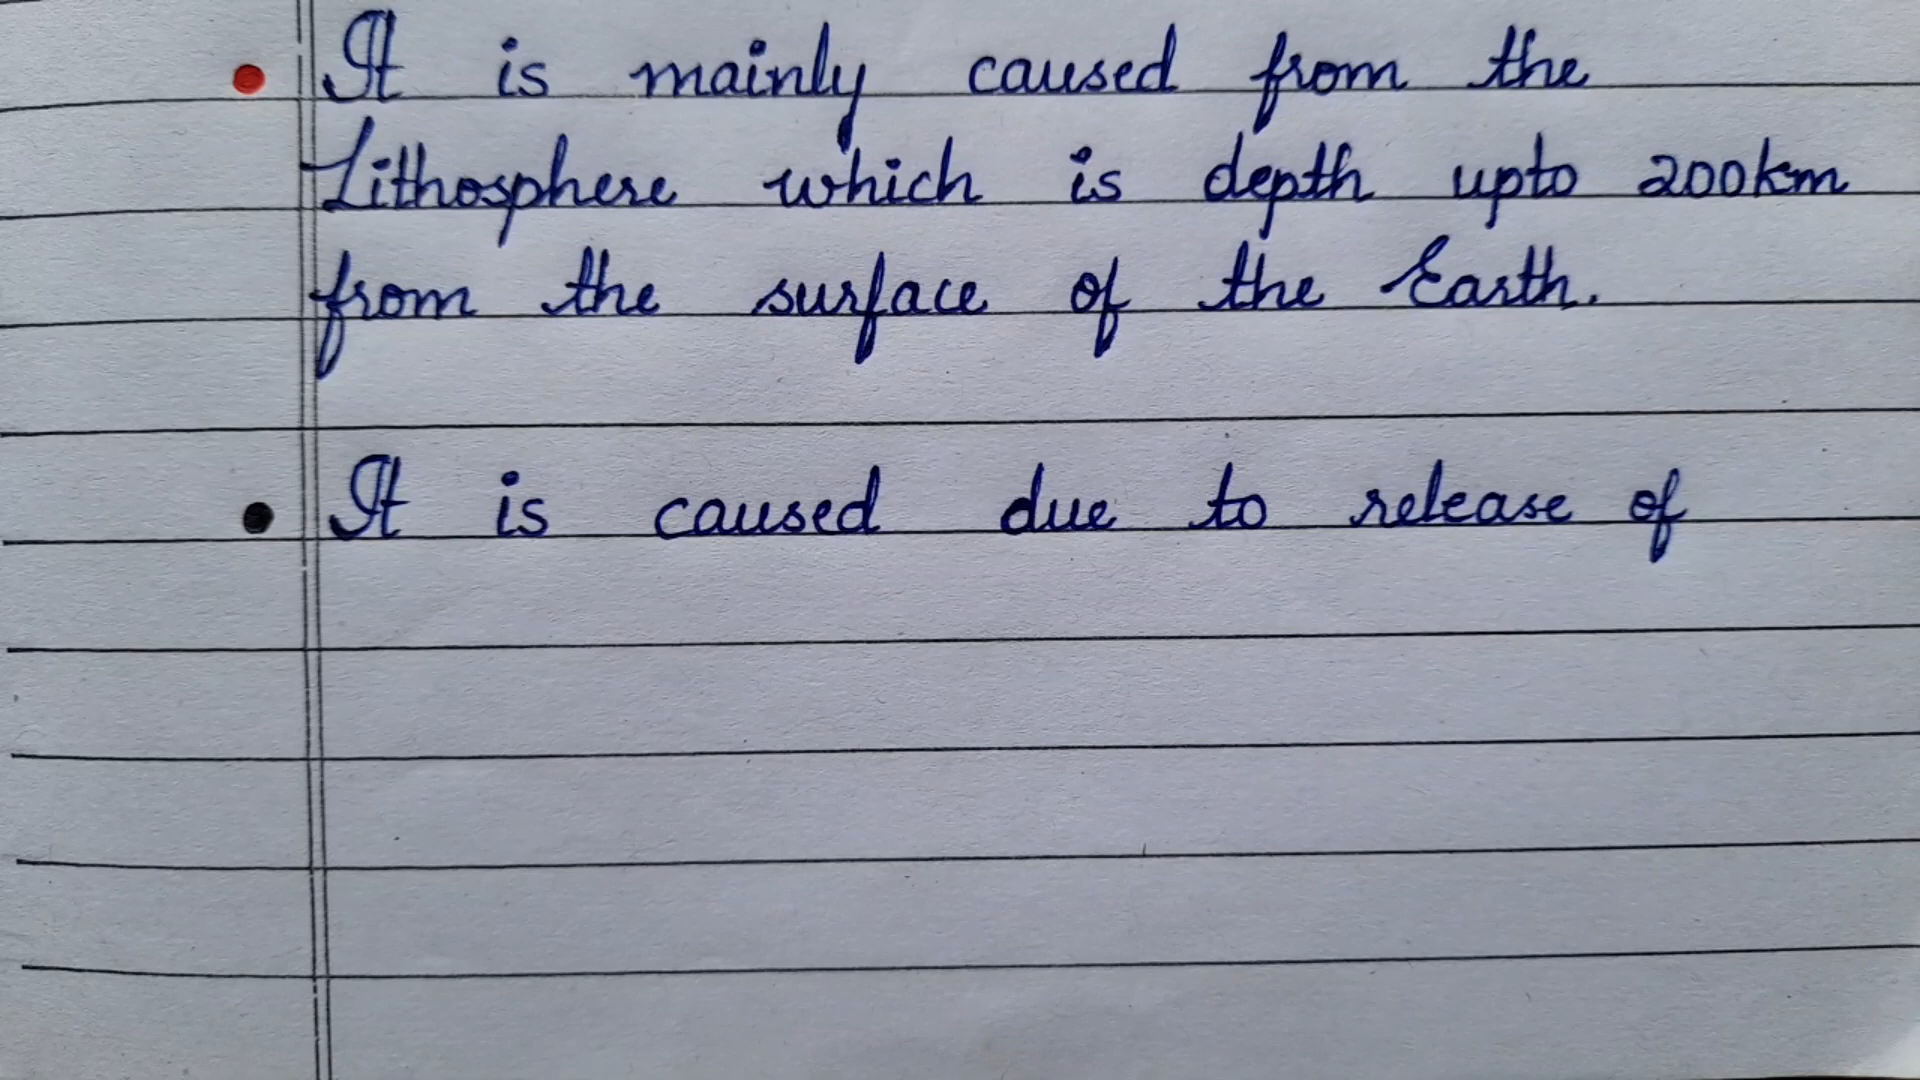 • It is mainly caused from the
Lithosphere which is depth upto 200km
from the surface of the Earth.
• It is caused due to release of